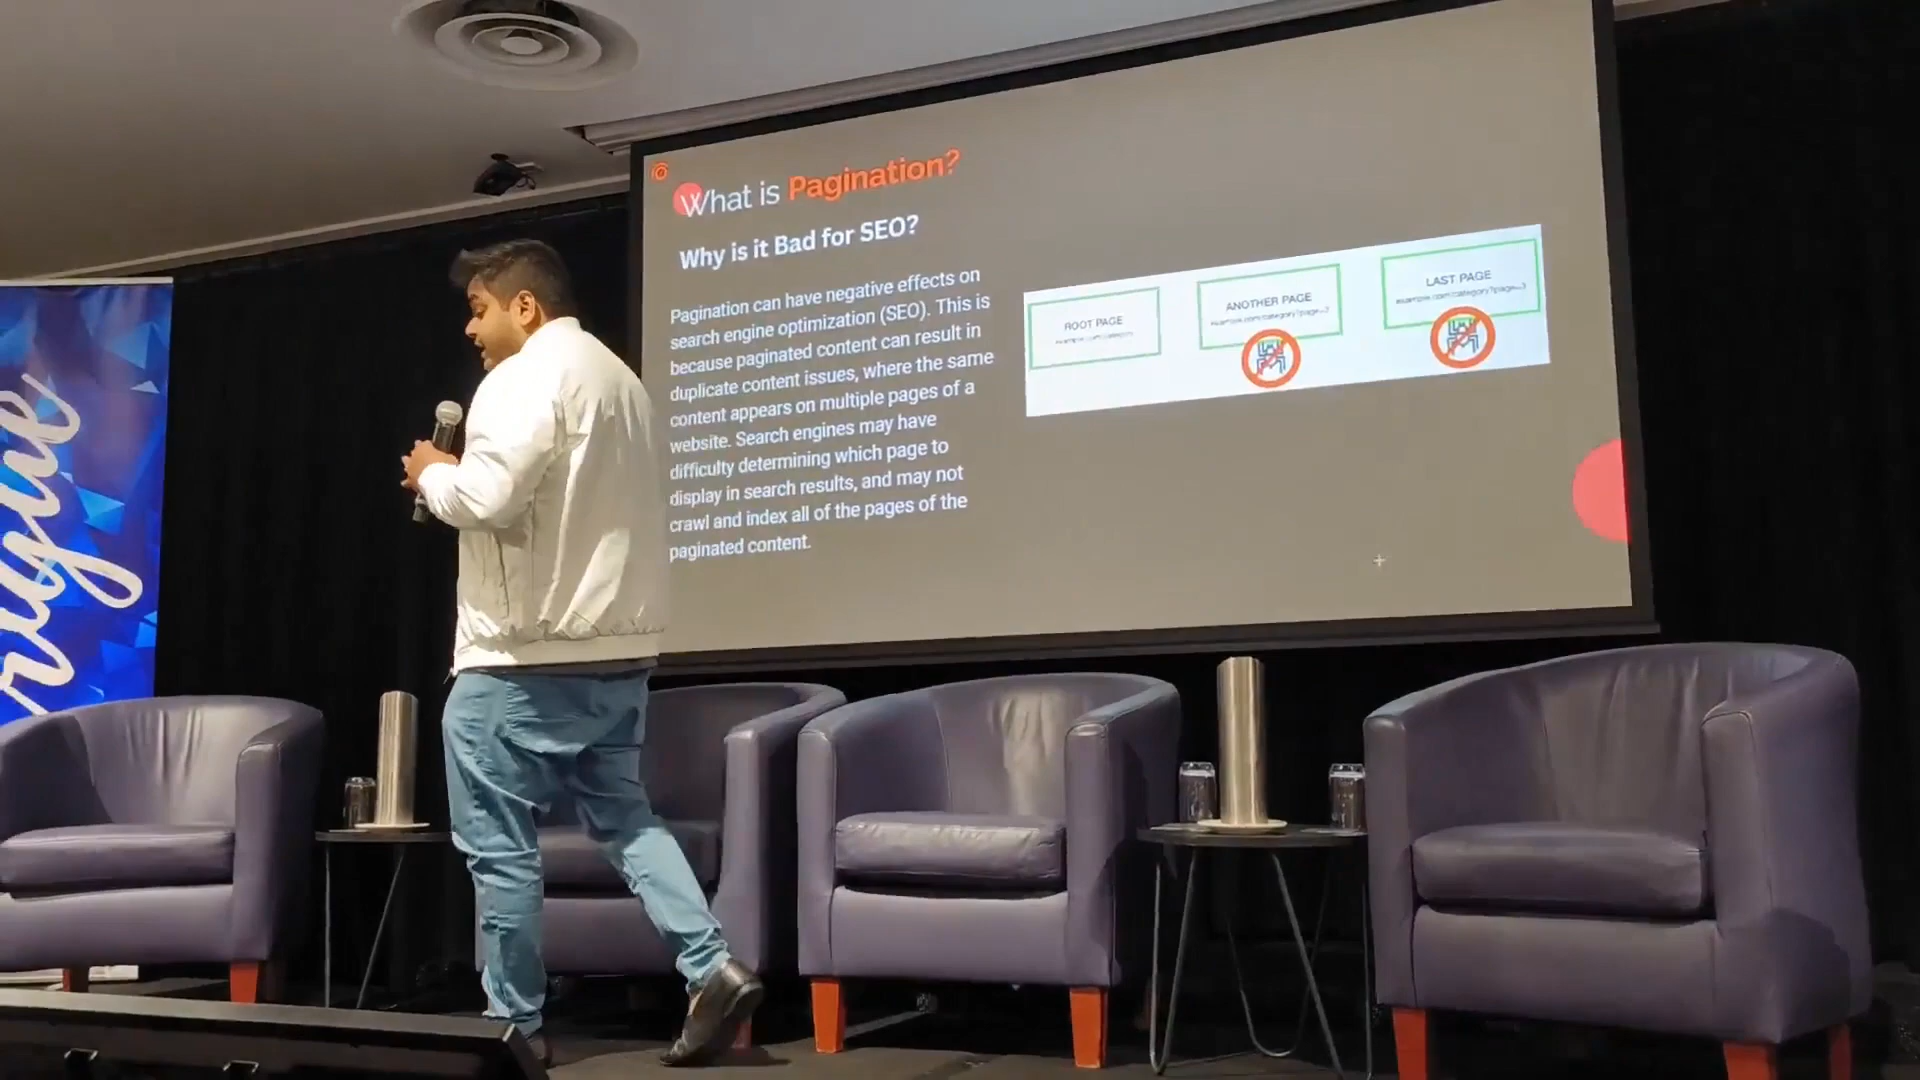 What is Pagination?
Why is it Bad for SEO?
Pagination can have negative effects on
search engine optimization (SEO). This is
because paginated content can result in
duplicate content issues, where the same
content appears on multiple pages of a
website. Search engines may have
difficulty determining which page to
display in search results, and may not
crawl and index all of the pages of the
paginated content.
ROOT PAGE
example.com/category
ANOTHER PAGE
LAST PAGE